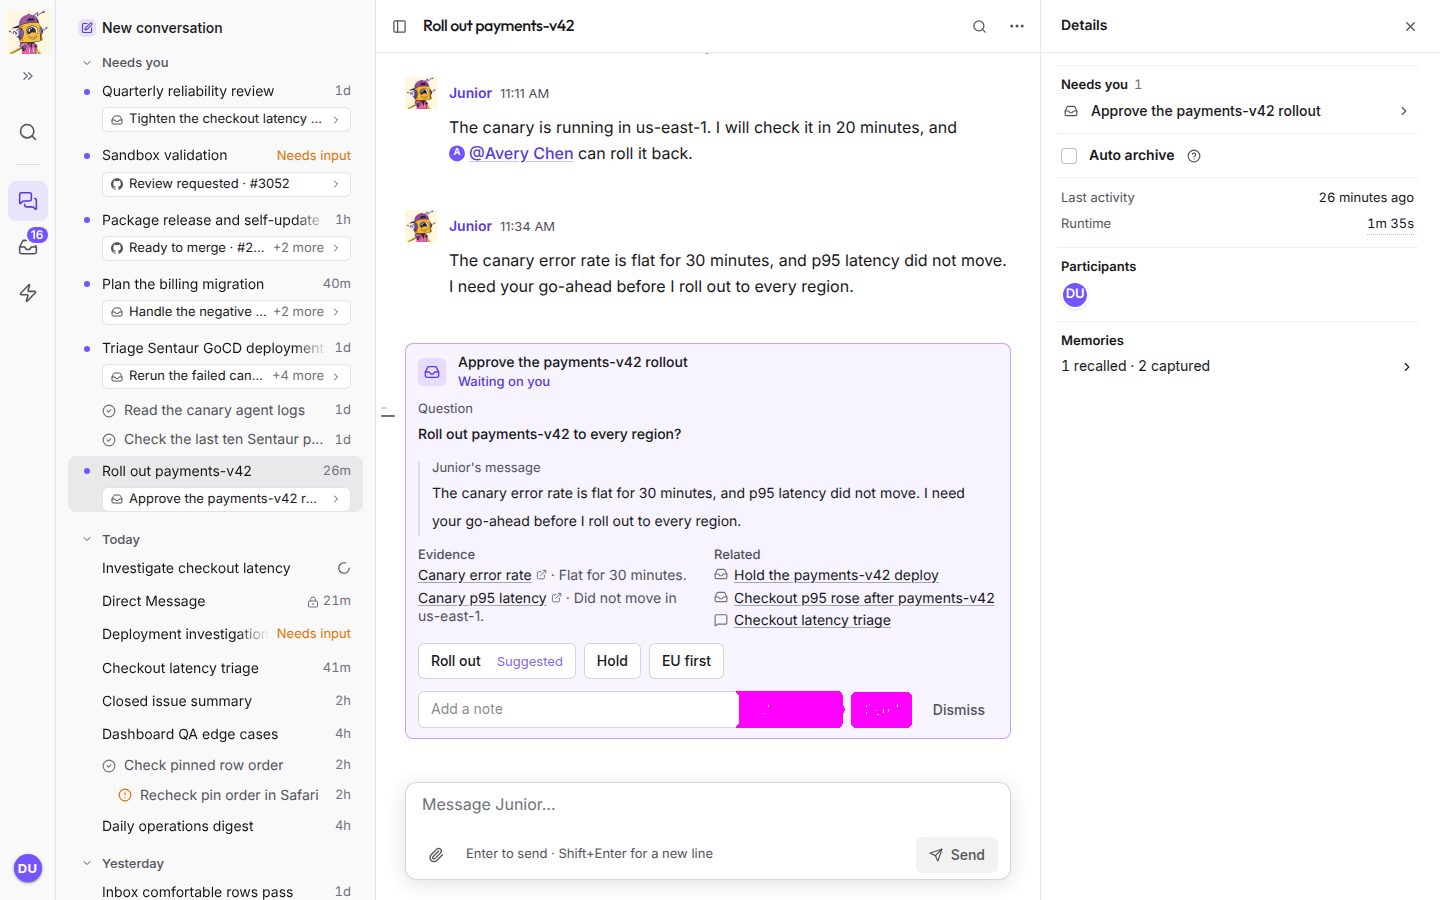 New conversation
Needs you
Quarterly reliability review 1d
Tighten the checkout latency ...
Sandbox validation Needs input
Review requested · #3052
Package release and self-update 1h
Ready to merge · #2... +2 more
Plan the billing migration 40m
Handle the negative ... +2 more
Triage Sentaur GoCD deployment 1d
Rerun the failed can... +4 more
Read the canary agent logs 1d
Check the last ten Sentaur p... 1d
Roll out payments-v42 26m
Approve the payments-v42 r...
Today
Investigate checkout latency
Direct Message 21m
Deployment investigation Needs input
Checkout latency triage 41m
Closed issue summary 2h
Dashboard QA edge cases 4h
Check pinned row order 2h
Recheck pin order in Safari 2h
Daily operations digest 4h
Yesterday
Inbox comfortable rows pass 1d
16
DU
Roll out payments-v42
Junior 11:11 AM
The canary is running in us-east-1. I will check it in 20 minutes, and
A @Avery Chen can roll it back.
Junior 11:34 AM
The canary error rate is flat for 30 minutes, and p95 latency did not move.
I need your go-ahead before I roll out to every region.
Approve the payments-v42 rollout
Waiting on you
Question
Roll out payments-v42 to every region?
Junior's message
The canary error rate is flat for 30 minutes, and p95 latency did not move. I need
your go-ahead before I roll out to every region.
Evidence
Canary error rate · Flat for 30 minutes.
Canary p95 latency · Did not move in
us-east-1.
Related
Hold the payments-v42 deploy
Checkout p95 rose after payments-v42
Checkout latency triage
Roll out Suggested
Hold
EU first
Add a note
Dismiss
Message Junior...
Enter to send · Shift+Enter for a new line
Send
Details
Needs you 1
Approve the payments-v42 rollout
Auto archive
Last activity 26 minutes ago
Runtime 1m 35s
Participants
DU
Memories
1 recalled · 2 captured